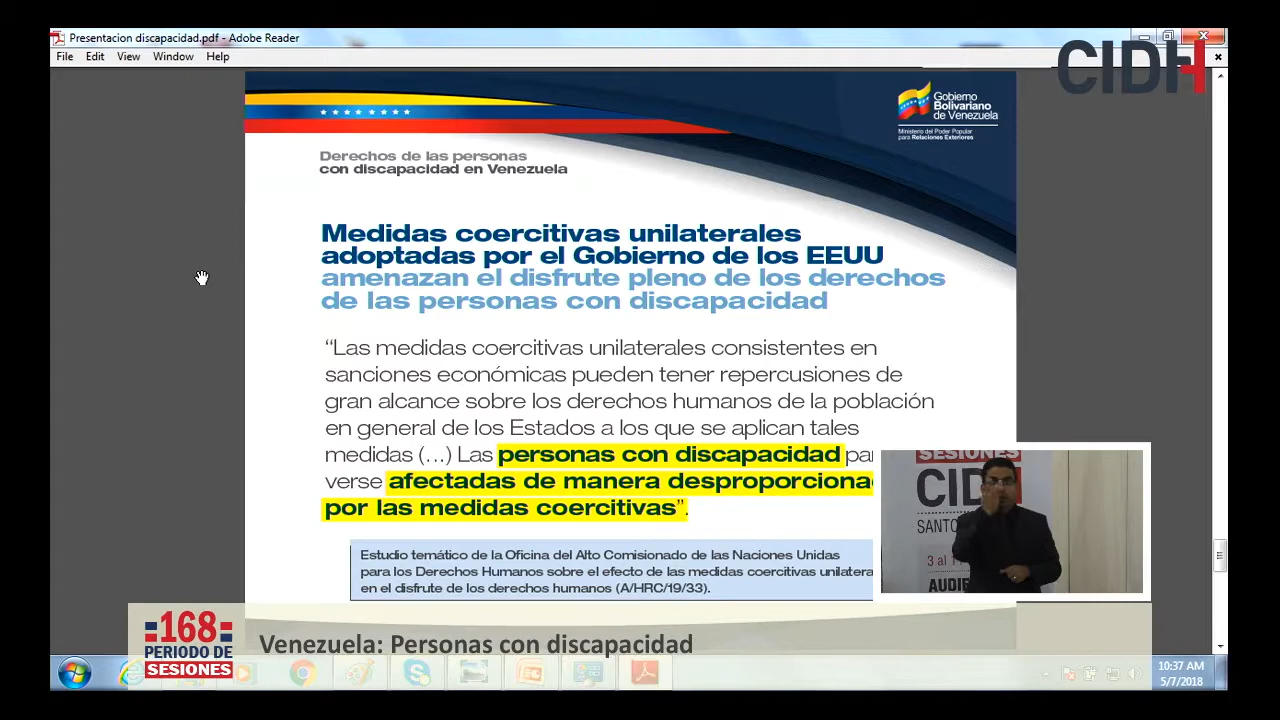 Presentacion discapacidad.pdf - Adobe Reader
File Edit View Window Help
CIDH
Gobierno
Bolivariano
de Venezuela
Ministerio del Poder Popular
para Relaciones Exteriores
Derechos de las personas
con discapacidad en Venezuela
Medidas coercitivas unilaterales
adoptadas por el Gobierno de los EEUU
amenazan el disfrute pleno de los derechos
de las personas con discapacidad
“Las medidas coercitivas unilaterales consistentes en
sanciones económicas pueden tener repercusiones de
gran alcance sobre los derechos humanos de la población
en general de los Estados a los que se aplican tales
medidas (...) Las personas con discapacidad
verse afectadas de manera
por las medidas coercitivas”.
Estudio temático de la Oficina del Alto Comisionado de las Naciones Unidas
para los Derechos Humanos sobre el efecto de las medidas coercitivas
en el disfrute de los derechos humanos (A/HRC/19/33).
SESIONES
CIDH
3 al
168
PERIODO DE
SESIONES
Venezuela: Personas con discapacidad
10:37 AM
5/7/2018